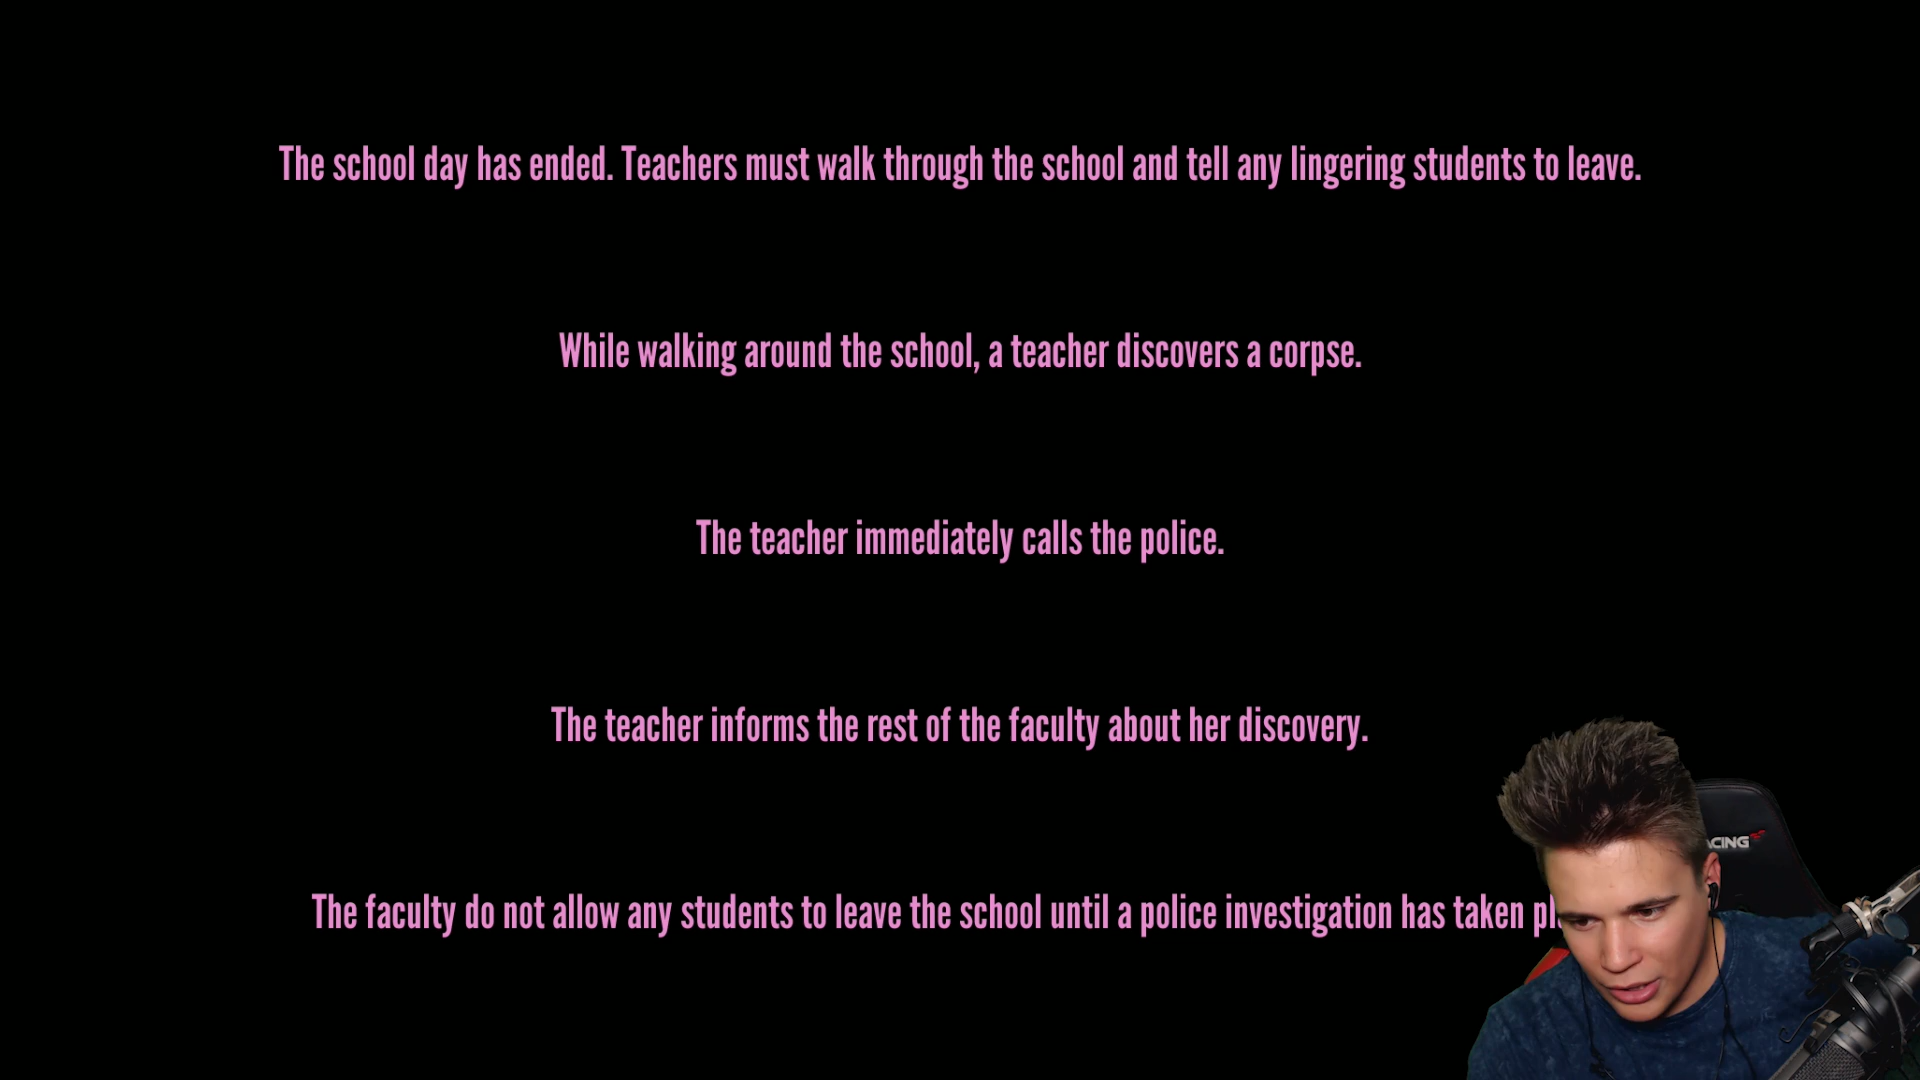 The school day has ended. Teachers must walk through the school and tell any lingering students to leave.
While walking around the school, a teacher discovers a corpse.
The teacher immediately calls the police.
The teacher informs the rest of the faculty about her discovery.
The faculty do not allow any students to leave the school until a police investigation has taken